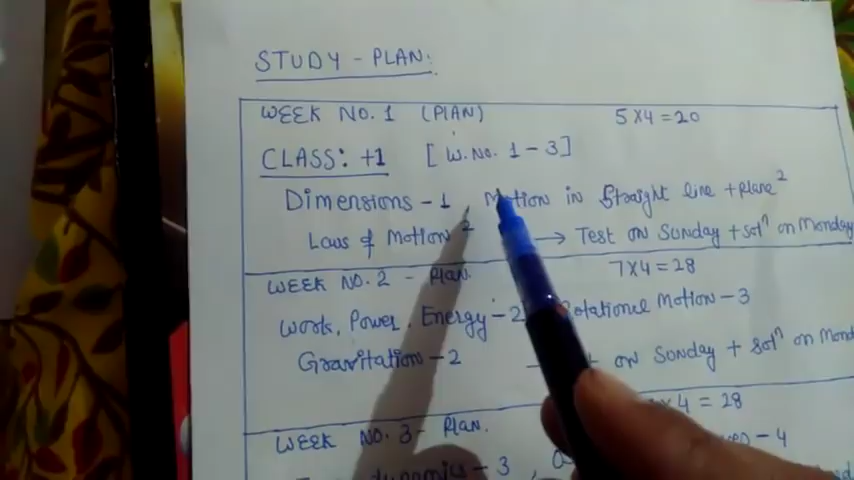 STUDY - PLAN:
WEEK NO. 1 (PLAN) 5 X 4 = 20
CLASS: +1 [W. No. 1 - 3]
Dimensions - 1, Motion in Straight line + plane 2
Laws of Motion 2 → Test on Sunday + solⁿ on Monday
WEEK NO. 2 - Plan. 7 X 4 = 28
Work, Power, Energy - 2 Rotational Motion - 3
Gravitation - 2 on Sunday + solⁿ on Mond
WEEK NO. 3 - Plan. X 4 = 28
dynamics - 3, - 4